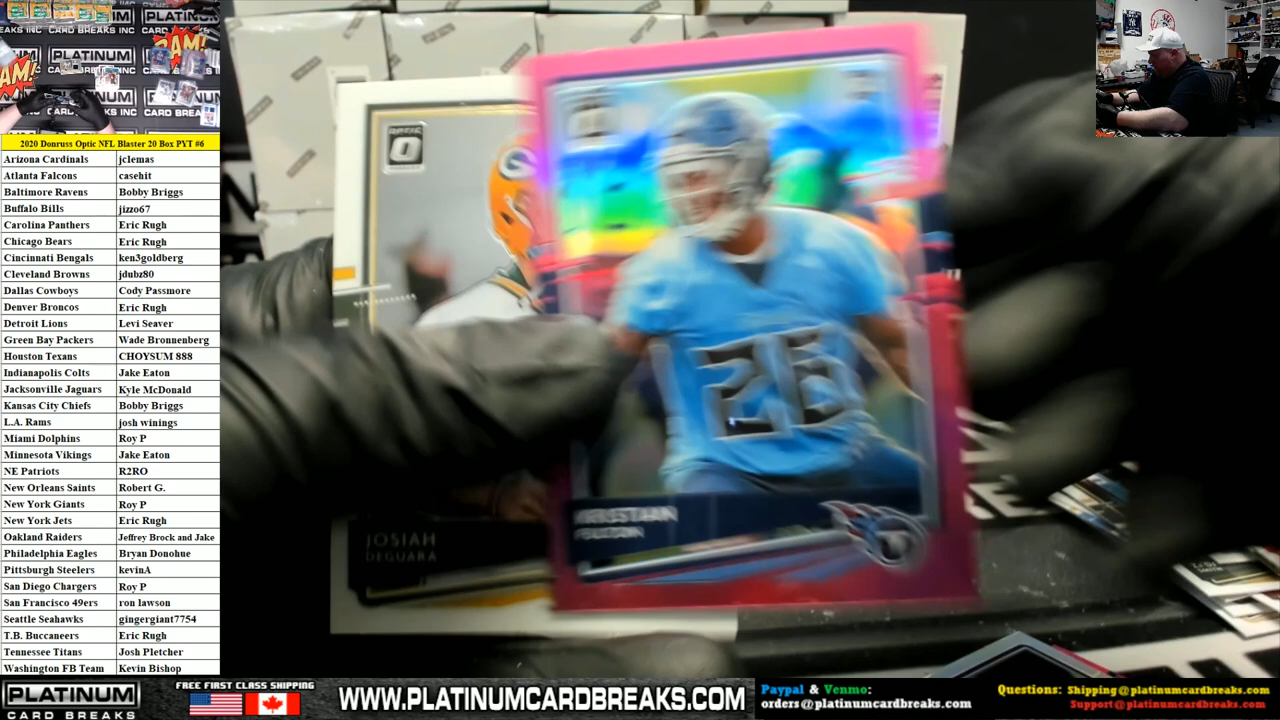 2020 Donruss Optic NFL Blaster 20 Box PYT #6
Arizona Cardinals jclemas
Atlanta Falcons casehit
Baltimore Ravens Bobby Briggs
Buffalo Bills jizzo67
Carolina Panthers Eric Rugh
Chicago Bears Eric Rugh
Cincinnati Bengals ken3goldberg
Cleveland Browns jdubz80
Dallas Cowboys Cody Passmore
Denver Broncos Eric Rugh
Detroit Lions Levi Seaver
Green Bay Packers Wade Bronnenberg
Houston Texans CHOYSUM 888
Indianapolis Colts Jake Eaton
Jacksonville Jaguars Kyle McDonald
Kansas City Chiefs Bobby Briggs
L.A. Rams josh winings
Miami Dolphins Roy P
Minnesota Vikings Jake Eaton
NE Patriots R2RO
New Orleans Saints Robert G.
New York Giants Roy P
New York Jets Eric Rugh
Oakland Raiders Jeffrey Brock and Jake
Philadelphia Eagles Bryan Donohue
Pittsburgh Steelers kevinA
San Diego Chargers Roy P
San Francisco 49ers ron lawson
Seattle Seahawks gingergiant7754
T.B. Buccaneers Eric Rugh
Tennessee Titans Josh Pletcher
Washington FB Team Kevin Bishop
PLATINUM
CARD BREAKS INC
JOSIAH
DEGUARA
26
PLATINUM
CARD BREAKS
FREE FIRST CLASS SHIPPING
WWW.PLATINUMCARDBREAKS.COM
Paypal & Venmo:
orders@platinumcardbreaks.com
Questions: Shipping@platinumcardbreaks.com
Support@platinumcardbreaks.com